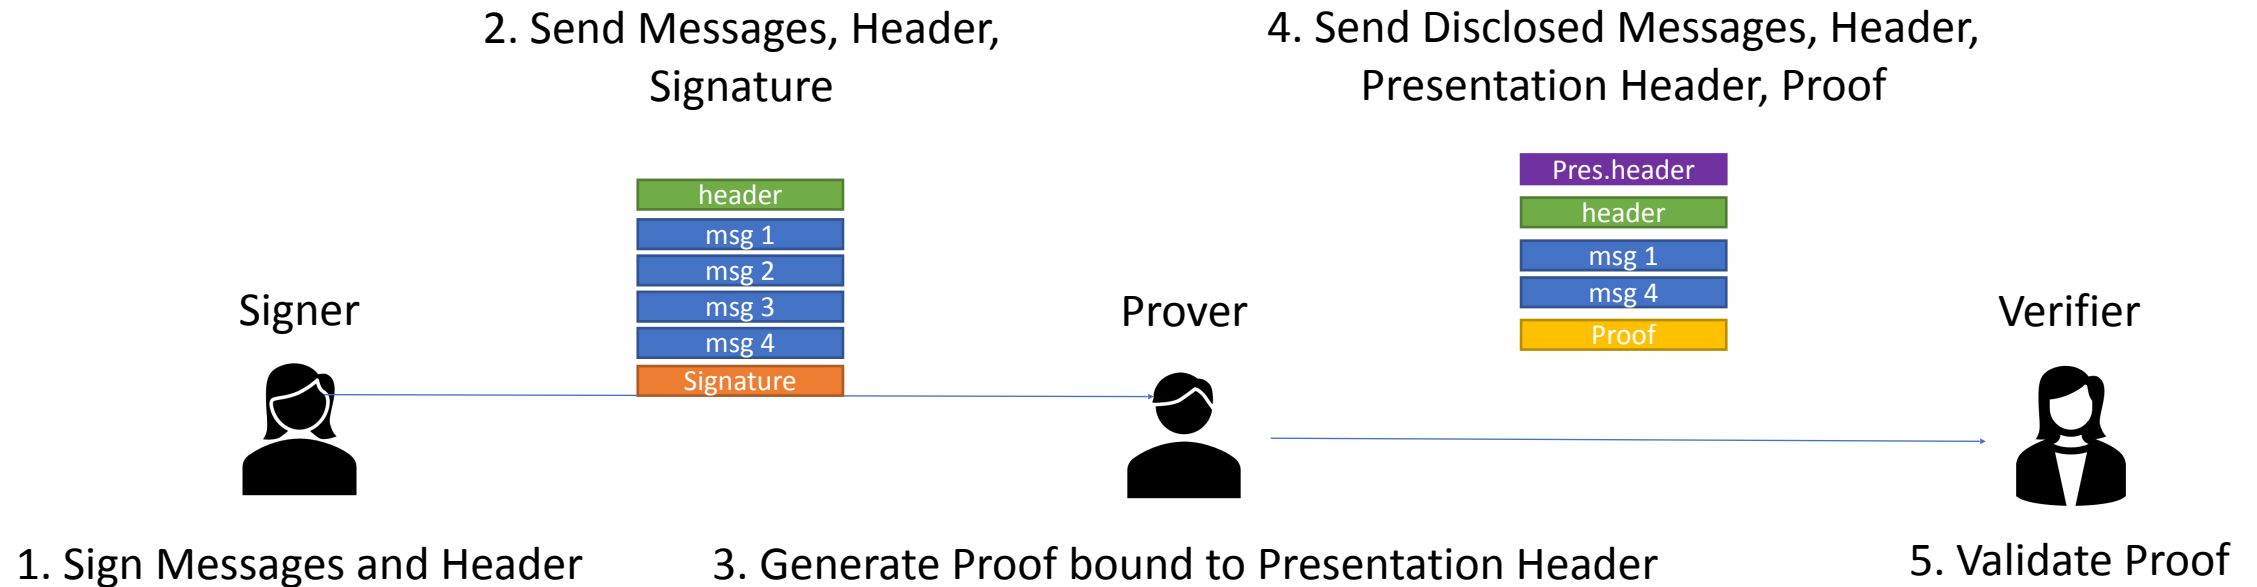 2. Send Messages, Header,
Signature
4. Send Disclosed Messages, Header,
Presentation Header, Proof
header
msg 1
msg 2
msg 3
msg 4
Signature
Pres.header
header
msg 1
msg 4
Proof
Signer
Prover
Verifier
1. Sign Messages and Header
3. Generate Proof bound to Presentation Header
5. Validate Proof